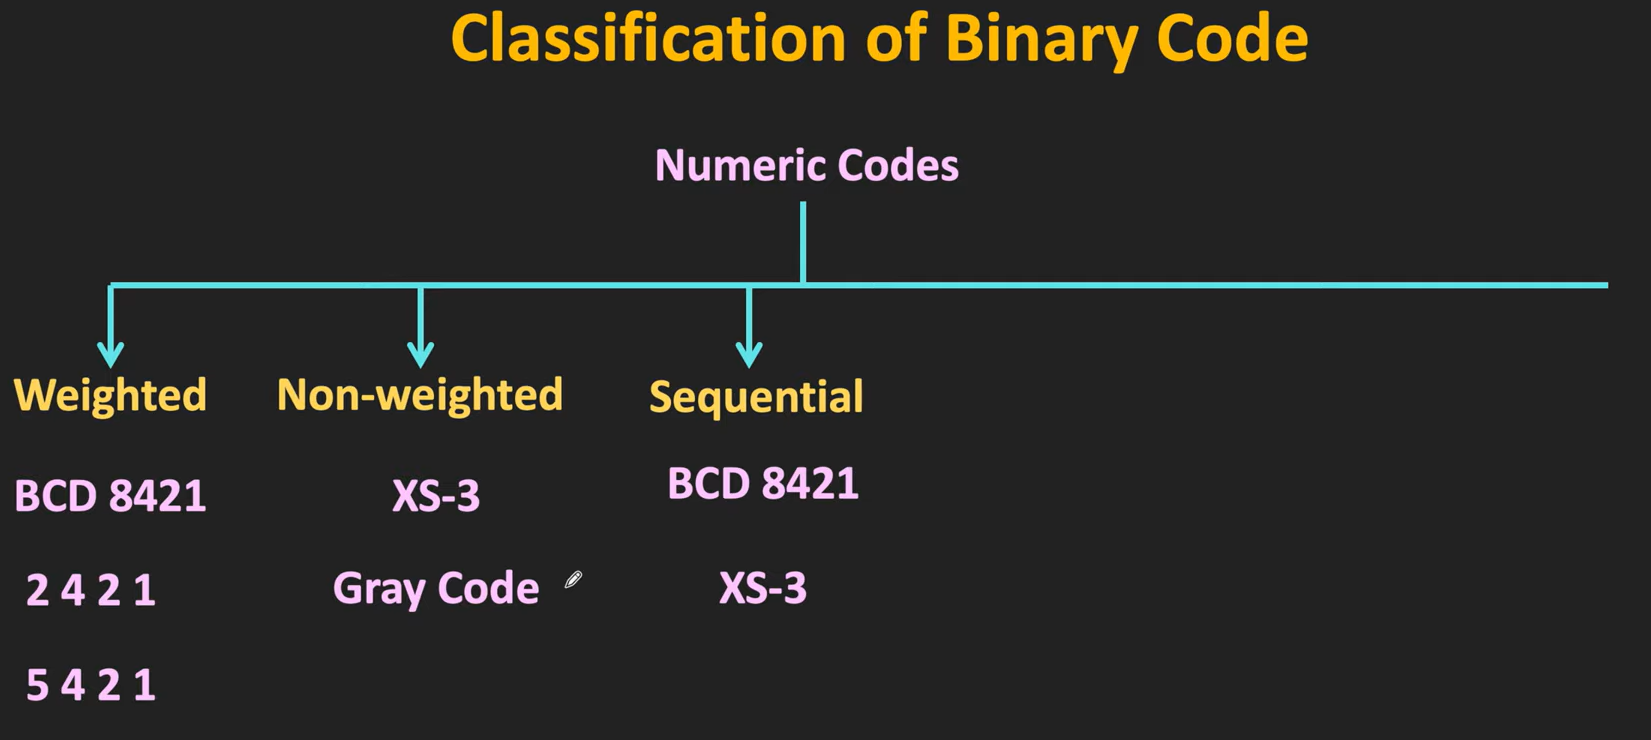 Classification of Binary Code
Numeric Codes
Weighted
BCD 8421
2 4 2 1
5 4 2 1
Non-weighted
XS-3
Gray Code
Sequential
BCD 8421
XS-3